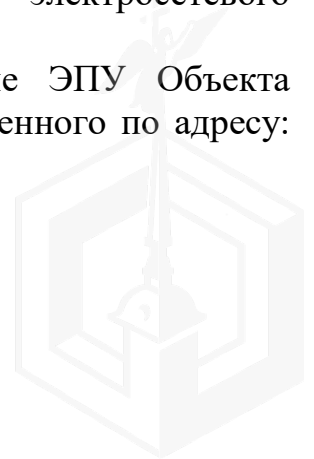 электросетевого
е ЭПУ Объекта
енного по адресу: